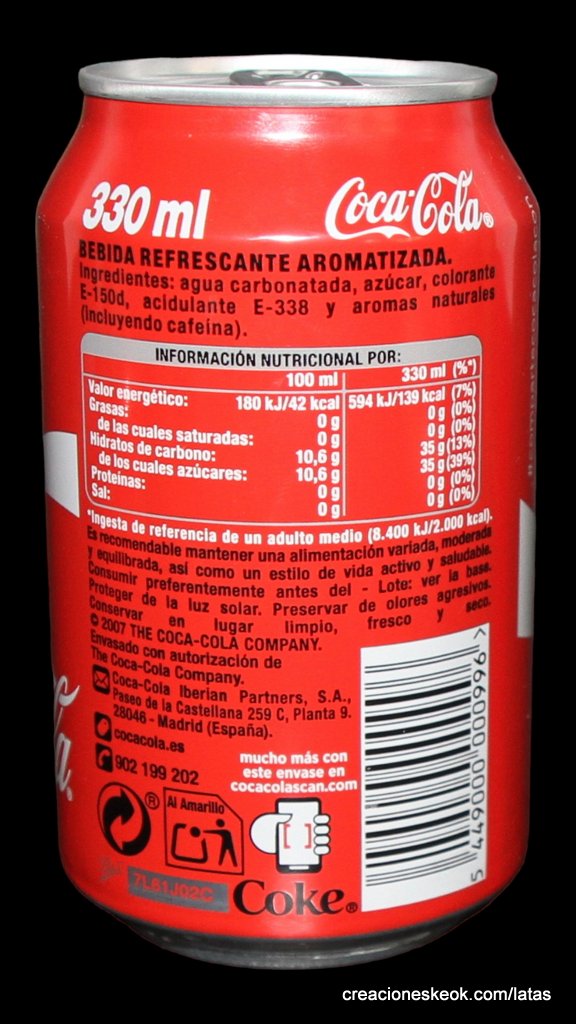 330 ml
Coca-Cola®
BEBIDA REFRESCANTE AROMATIZADA.
Ingredientes: agua carbonatada, azúcar, colorante
E-150d, acidulante E-338 y aromas naturales
(Incluyendo cafeína).
INFORMACIÓN NUTRICIONAL POR:
100 ml 330 ml (%*)
Valor energético: 180 kJ/42 kcal 594 kJ/139 kcal (7%)
Grasas: 0 g 0 g (0%)
de las cuales saturadas: 0 g 0 g (0%)
Hidratos de carbono: 10,6 g 35 g (13%)
de los cuales azúcares: 10,6 g 35 g (39%)
Proteínas: 0 g 0 g (0%)
Sal: 0 g 0 g (0%)
*Ingesta de referencia de un adulto medio (8.400 kJ/2.000 kcal).
Es recomendable mantener una alimentación variada, moderada
y equilibrada, así como un estilo de vida activo y saludable.
Consumir preferentemente antes del - Lote: ver la base.
Proteger de la luz solar. Preservar de olores agresivos.
Conservar en lugar limpio, fresco y seco.
© 2007 THE COCA-COLA COMPANY.
Envasado con autorización de
The Coca-Cola Company.
Coca-Cola Iberian Partners, S.A.,
Paseo de la Castellana 259 C, Planta 9.
28046 - Madrid (España).
cocacola.es
902 199 202
mucho más con
este envase en
cocacolascan.com
®
Al Amarillo
7L61J02C
Coke®
5 449000 000996 >
creacioneskeok.com/latas